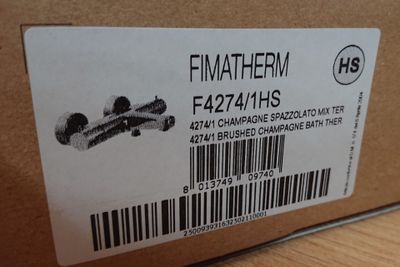 FIMATHERM
HS
F4274/1HS
4274/1 CHAMPAGNE SPAZZOLATO MIX TER
4274/1 BRUSHED CHAMPAGNE BATH THER
8 013749 09740
250093931632502110001